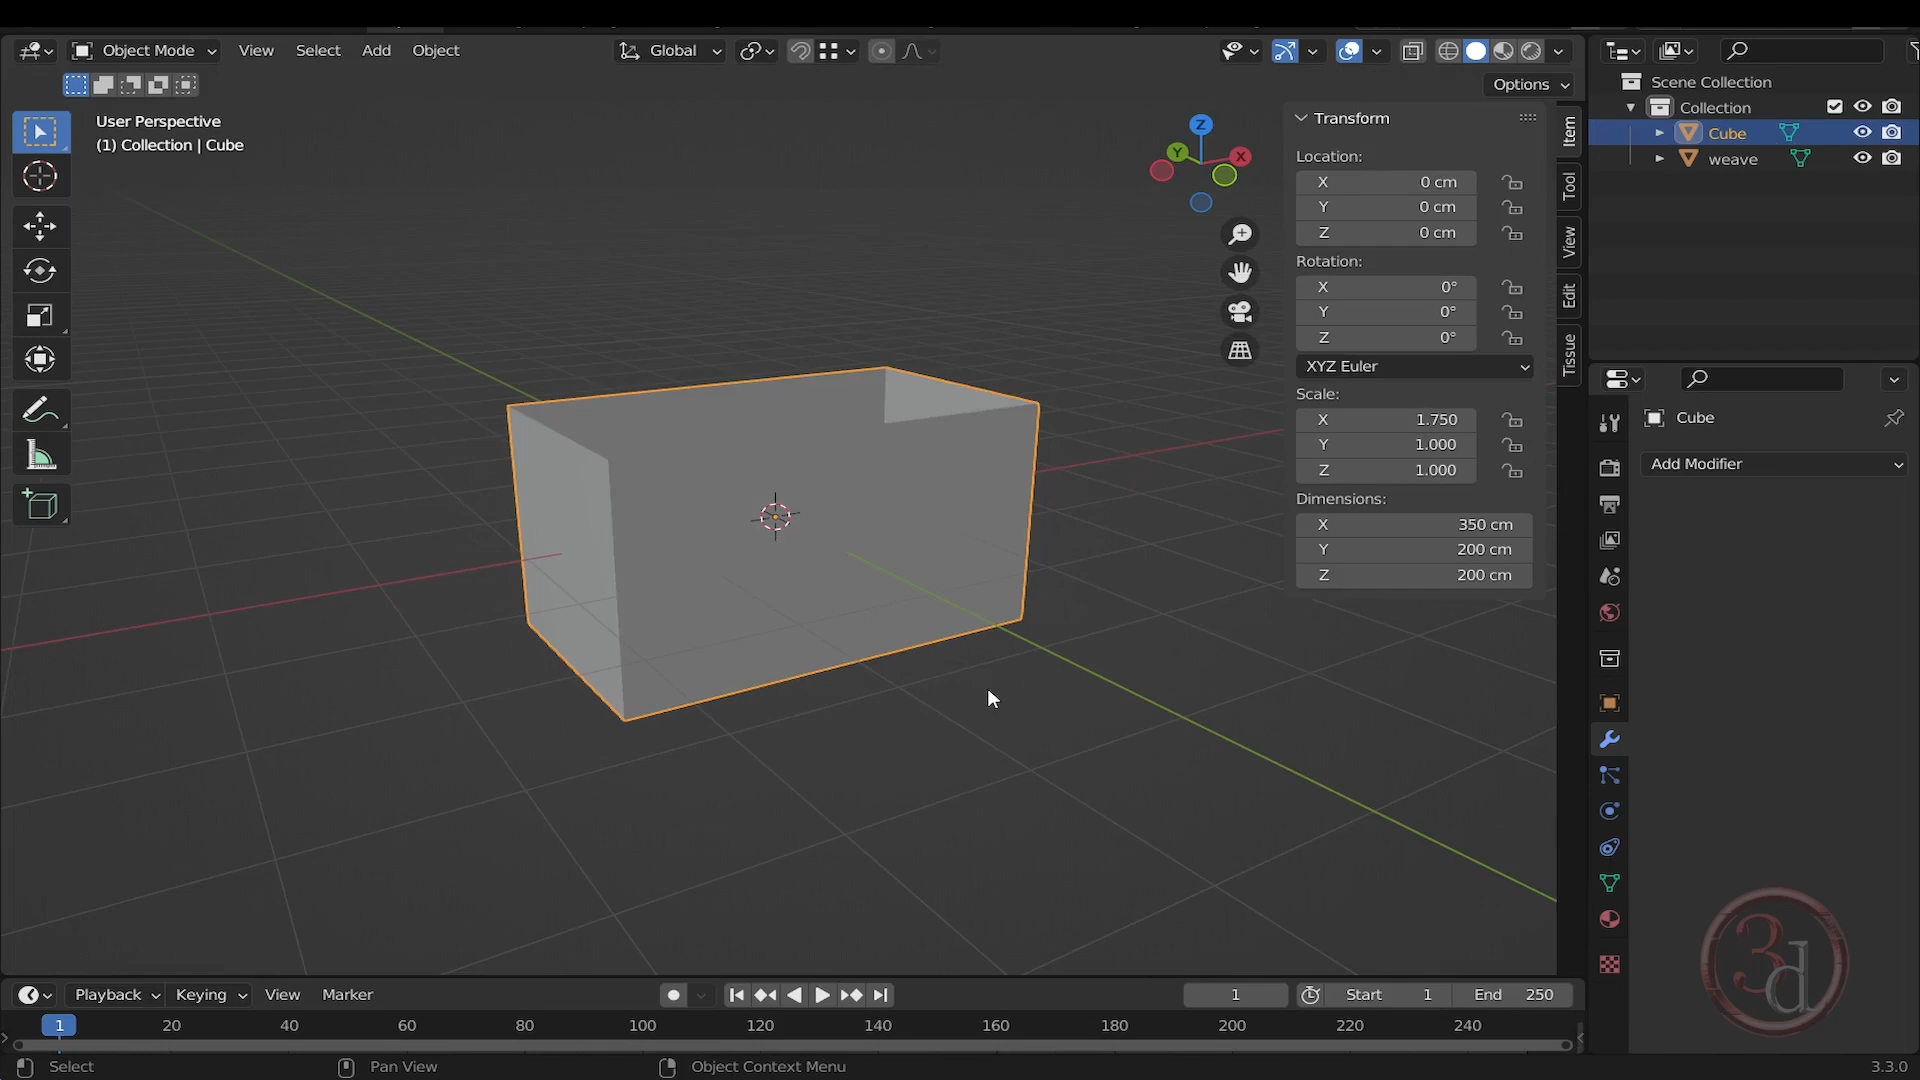 Object Mode View Select Add Object Global
Options
User Perspective
(1) Collection | Cube
Z
Y
X
Transform
Location:
X 0 cm
Y 0 cm
Z 0 cm
Rotation:
X 0°
Y 0°
Z 0°
XYZ Euler
Scale:
X 1.750
Y 1.000
Z 1.000
Dimensions:
X 350 cm
Y 200 cm
Z 200 cm
Item
Tool
View
Edit
Tissue
Scene Collection
Collection
Cube
weave
Cube
Add Modifier
3d
Playback Keying View Marker
1 Start 1 End 250
1 20 40 60 80 100 120 140 160 180 200 220 240
Select Pan View Object Context Menu 3.3.0